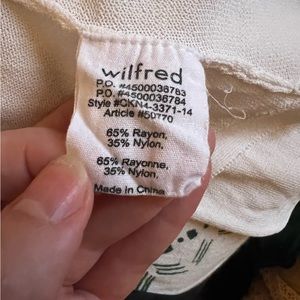 wilfred
P.O. #4500036783
P.O. #4500036784
Style #CKN4-3371-14
Article #50770
65% Rayon,
35% Nylon,
65% Rayonne,
35% Nylon,
Made in China